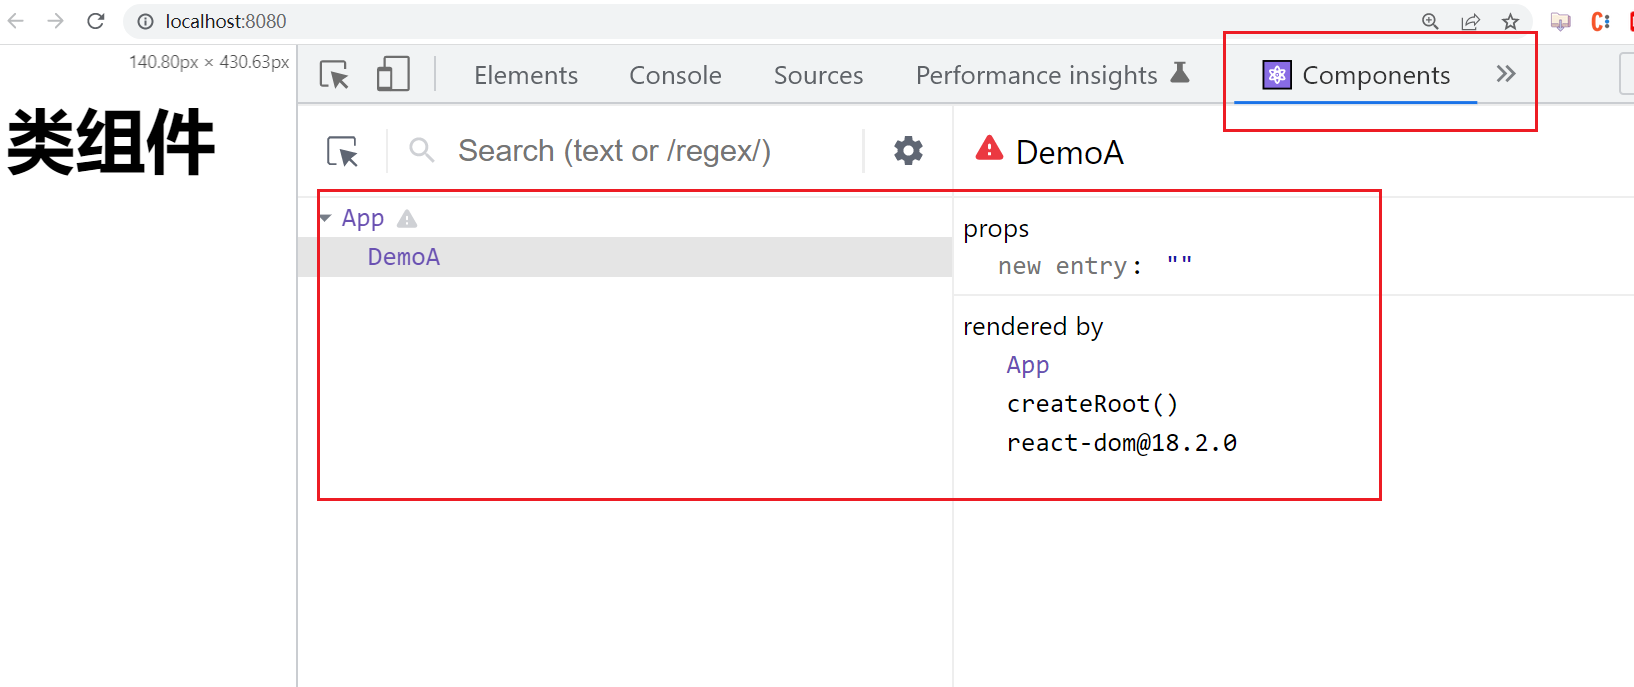 localhost:8080
140.80px × 430.63px
Elements
Console
Sources
Performance insights
Components
类组件
Search (text or /regex/)
DemoA
App
DemoA
props
new entry: ""
rendered by
App
createRoot()
react-dom@18.2.0